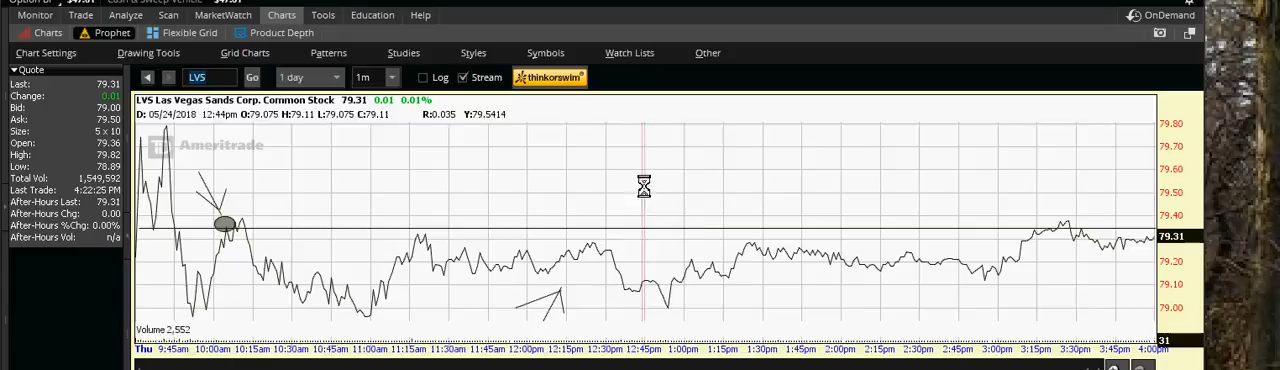 Monitor Trade Analyze Scan MarketWatch Charts Tools Education Help OnDemand
Charts Prophet Flexible Grid Product Depth
Chart Settings Drawing Tools Grid Charts Patterns Studies Styles Symbols Watch Lists Other
Quote
LVS Go 1 day 1m Log Stream thinkorswim
Last: 79.31
Change: 0.01
Bid: 79.00
Ask: 79.50
Size: 5 x 10
Open: 79.36
High: 79.82
Low: 78.89
Total Vol: 1,549,592
Last Trade: 4:22:25 PM
After-Hours Last: 79.31
After-Hours Chg: 0.00
After-Hours %Chg: 0.00%
After-Hours Vol: n/a
LVS Las Vegas Sands Corp. Common Stock 79.31 0.01 0.01%
D: 05/24/2018 12:44pm O:79.075 H:79.11 L:79.075 C:79.11 R:0.035 Y:79.5414
Ameritrade
79.80
79.70
79.60
79.50
79.40
79.31
79.20
79.10
79.00
Volume 2,552
31
Thu 9:45am 10:00am 10:15am 10:30am 10:45am 11:00am 11:15am 11:30am 11:45am 12:00pm 12:15pm 12:30pm 12:45pm 1:00pm 1:15pm 1:30pm 1:45pm 2:00pm 2:15pm 2:30pm 2:45pm 3:00pm 3:15pm 3:30pm 3:45pm 4:00pm